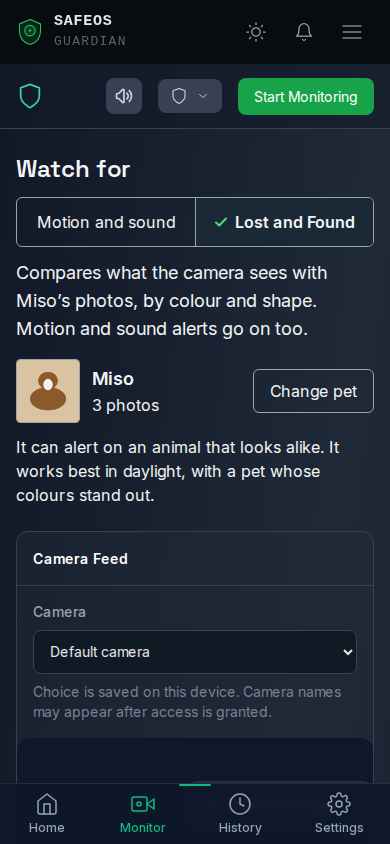 SAFEOS
GUARDIAN
Start Monitoring
Watch for
Motion and sound
Lost and Found
Compares what the camera sees with
Miso's photos, by colour and shape.
Motion and sound alerts go on too.
Miso
3 photos
Change pet
It can alert on an animal that looks alike. It
works best in daylight, with a pet whose
colours stand out.
Camera Feed
Camera
Default camera
Choice is saved on this device. Camera names
may appear after access is granted.
Home
Monitor
History
Settings